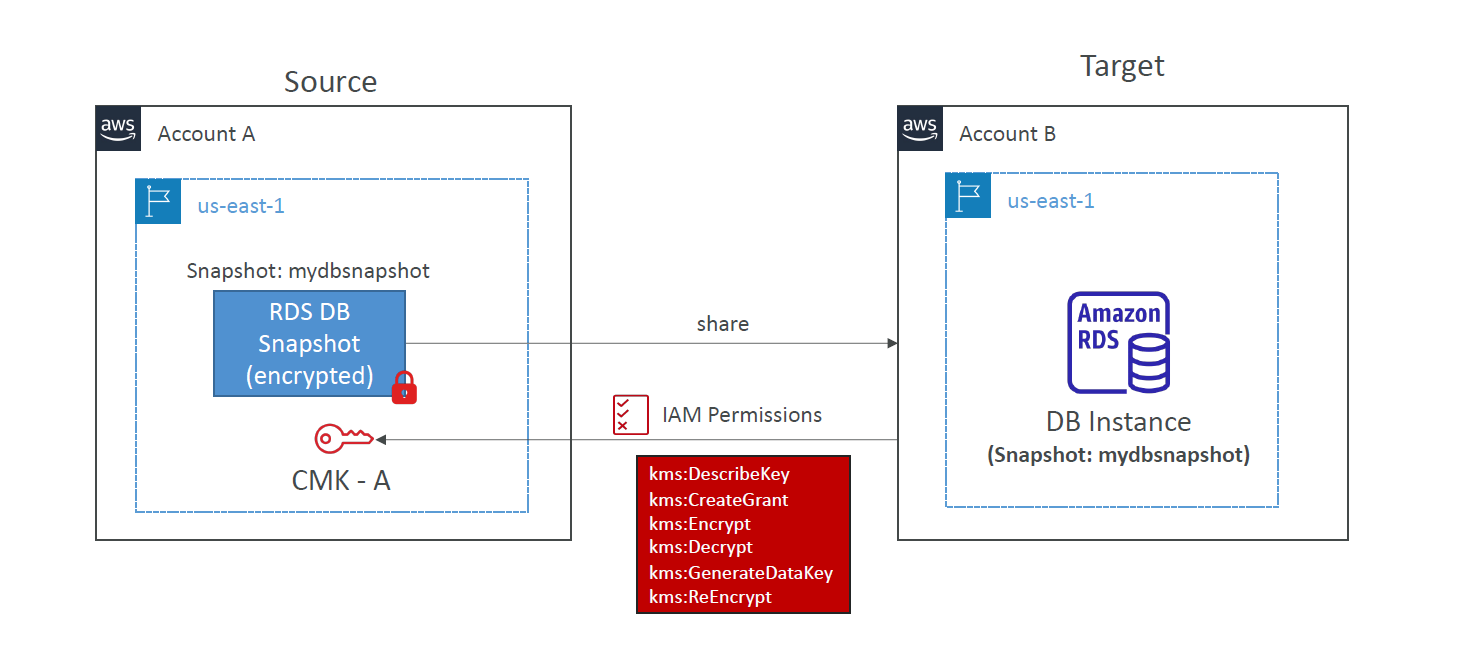 Source
Target
aws
Account A
aws
Account B
us-east-1
us-east-1
Snapshot: mydbsnapshot
RDS DB
Snapshot
(encrypted)
share
IAM Permissions
CMK - A
kms:DescribeKey
kms:CreateGrant
kms:Encrypt
kms:Decrypt
kms:GenerateDataKey
kms:ReEncrypt
Amazon
RDS
DB Instance
(Snapshot: mydbsnapshot)